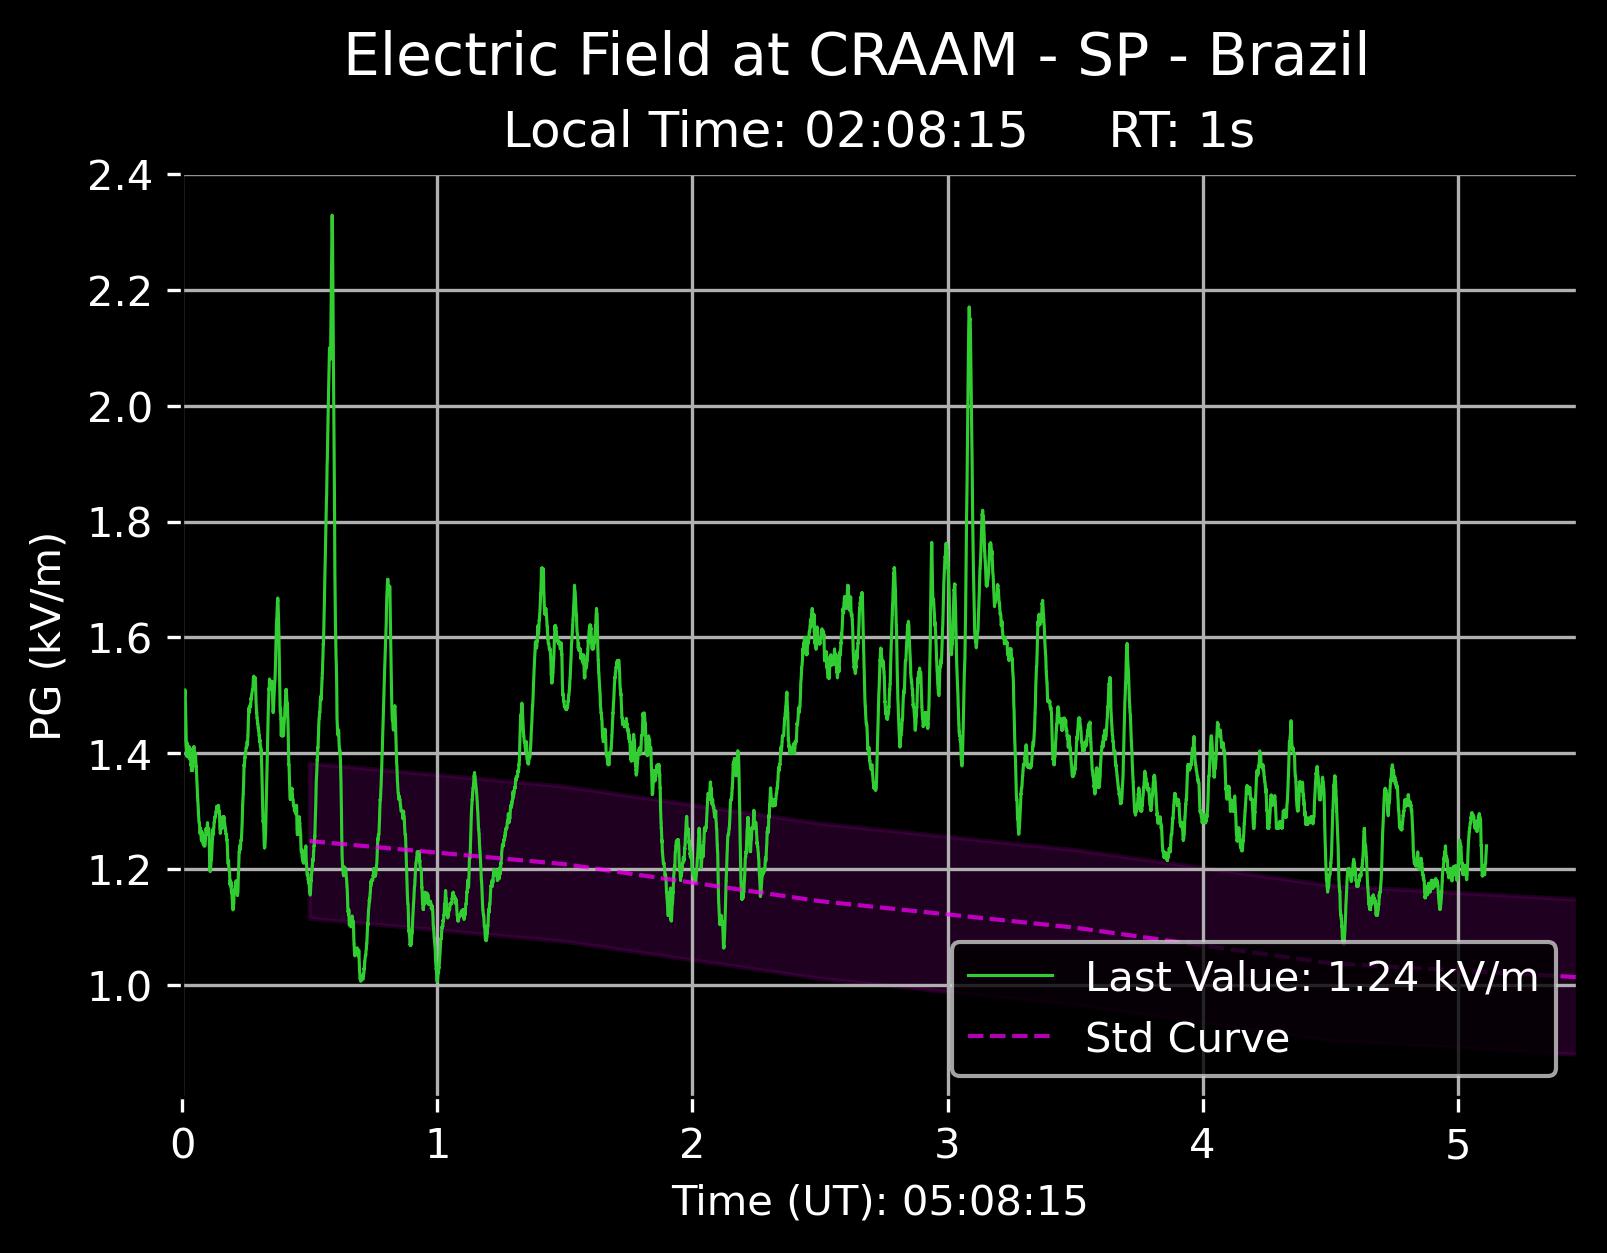 Electric Field at CRAAM - SP - Brazil
Local Time: 02:08:15 RT: 1s
2.4
2.2
2.0
1.8
1.6
1.4
1.2
1.0
PG (kV/m)
Last Value: 1.24 kV/m
Std Curve
0 1 2 3 4 5
Time (UT): 05:08:15